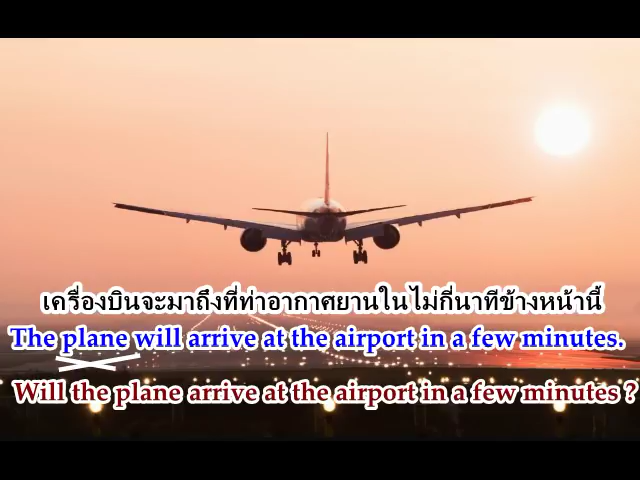 เครื่องบินจะมาถึงที่ท่าอากาศยานในไม่กี่นาทีข้างหน้านี้
The plane will arrive at the airport in a few minutes.
Will the plane arrive at the airport in a few minutes ?